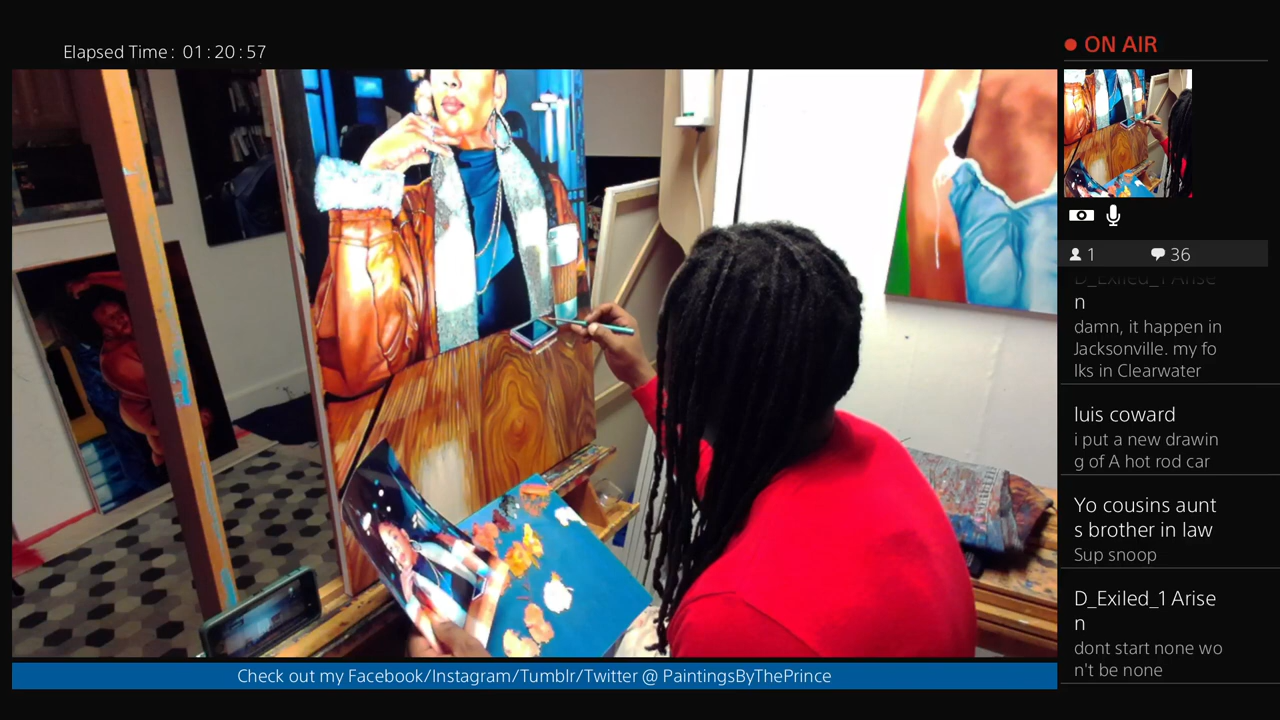 Elapsed Time: 01:20:57
ON AIR
1 36
D_Exiled_1 Arise
n
damn, it happen in
Jacksonville. my fo
lks in Clearwater
luis coward
i put a new drawin
g of A hot rod car
Yo cousins aunt
s brother in law
Sup snoop
D_Exiled_1 Arise
n
dont start none wo
n't be none
Check out my Facebook/Instagram/Tumblr/Twitter @ PaintingsByThePrince